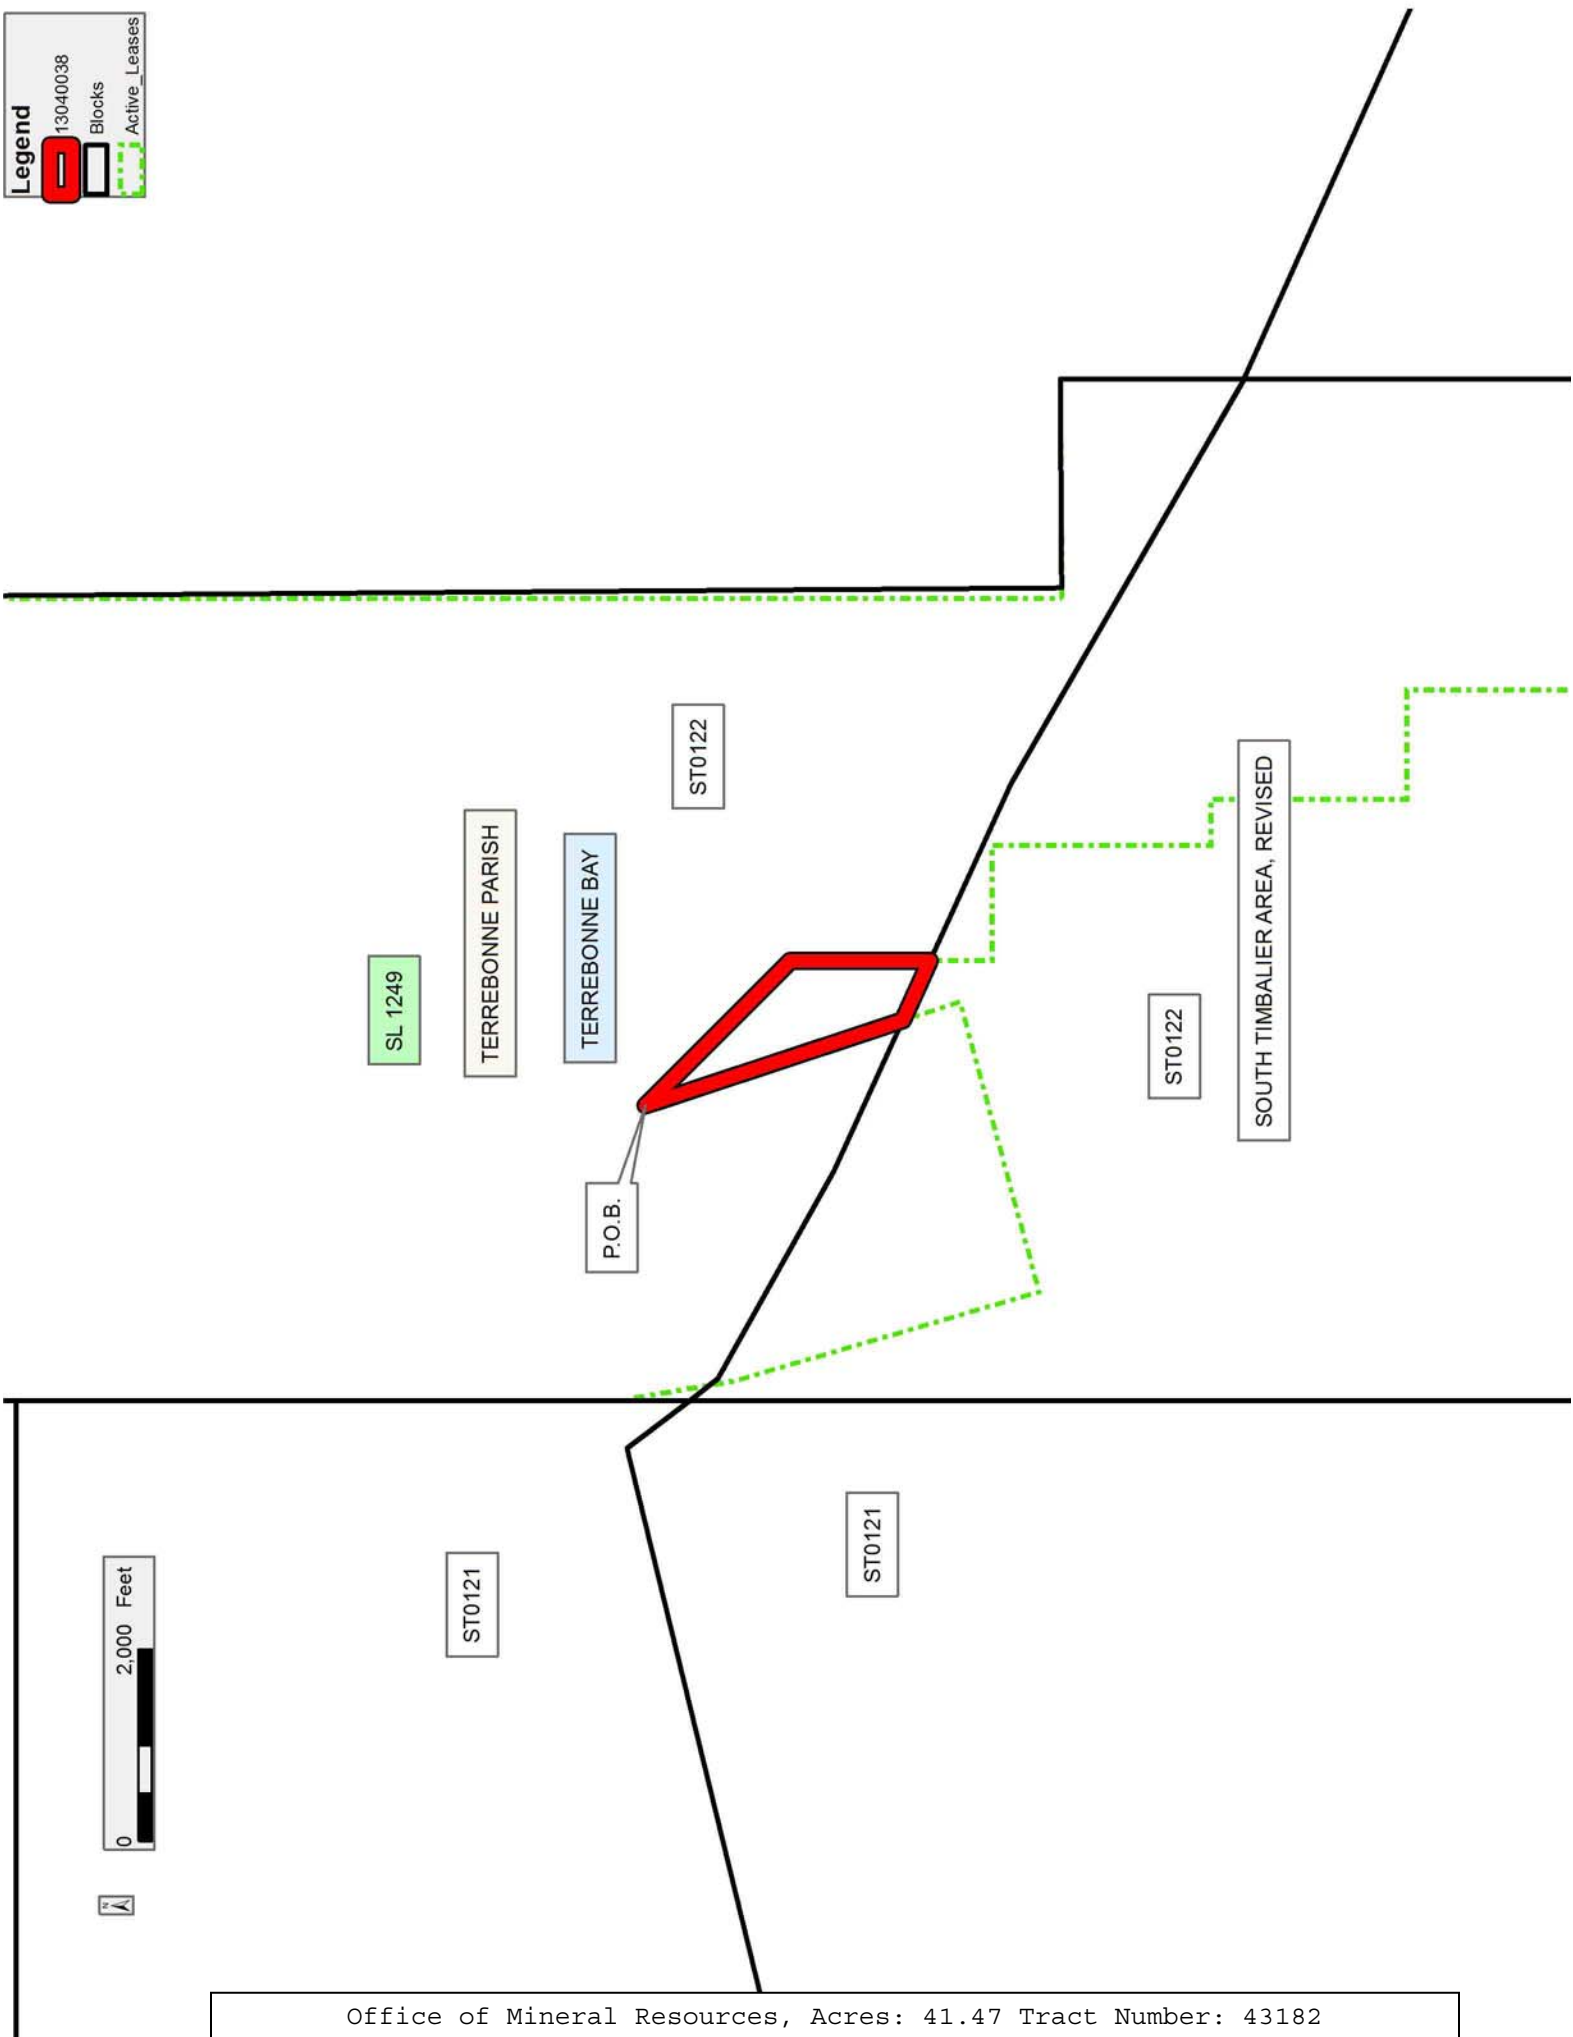 Legend
13040038
Blocks
Active_Leases
SL 1249
TERREBONNE PARISH
TERREBONNE BAY
ST0122
P.O.B.
ST0122
SOUTH TIMBALIER AREA, REVISED
ST0121
ST0121
0 2,000 Feet
N
Office of Mineral Resources, Acres: 41.47 Tract Number: 43182